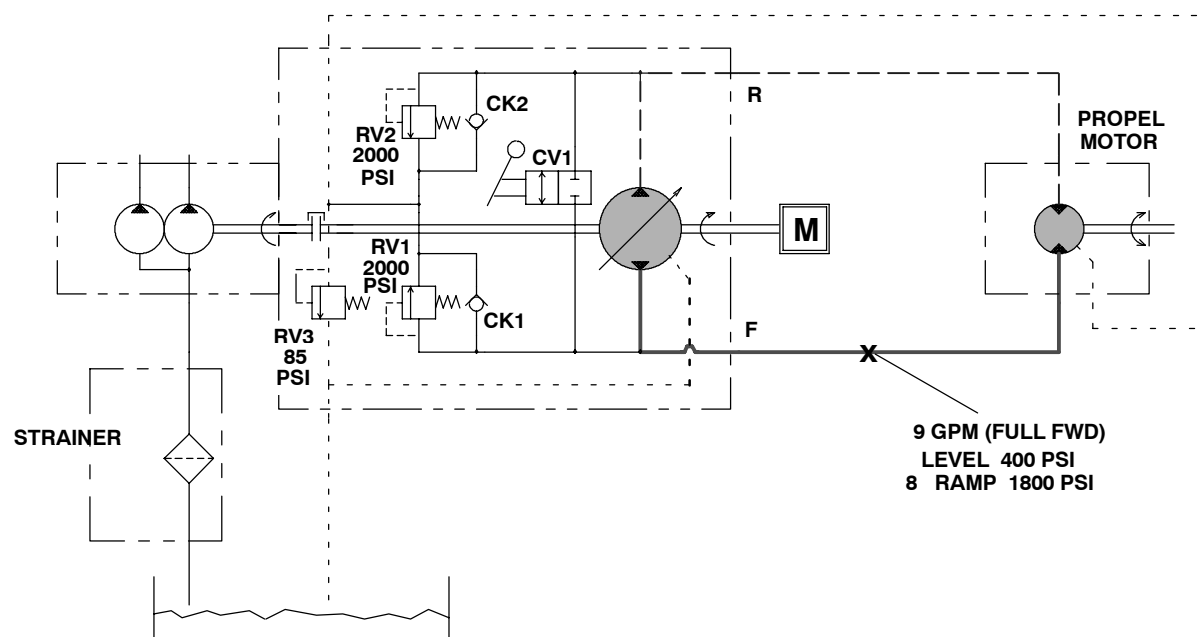 CK2
R
RV2
2000
PSI
CV1
PROPEL
MOTOR
M
RV1
2000
PSI
CK1
F
RV3
85
PSI
STRAINER
X
9 GPM (FULL FWD)
LEVEL 400 PSI
8 RAMP 1800 PSI